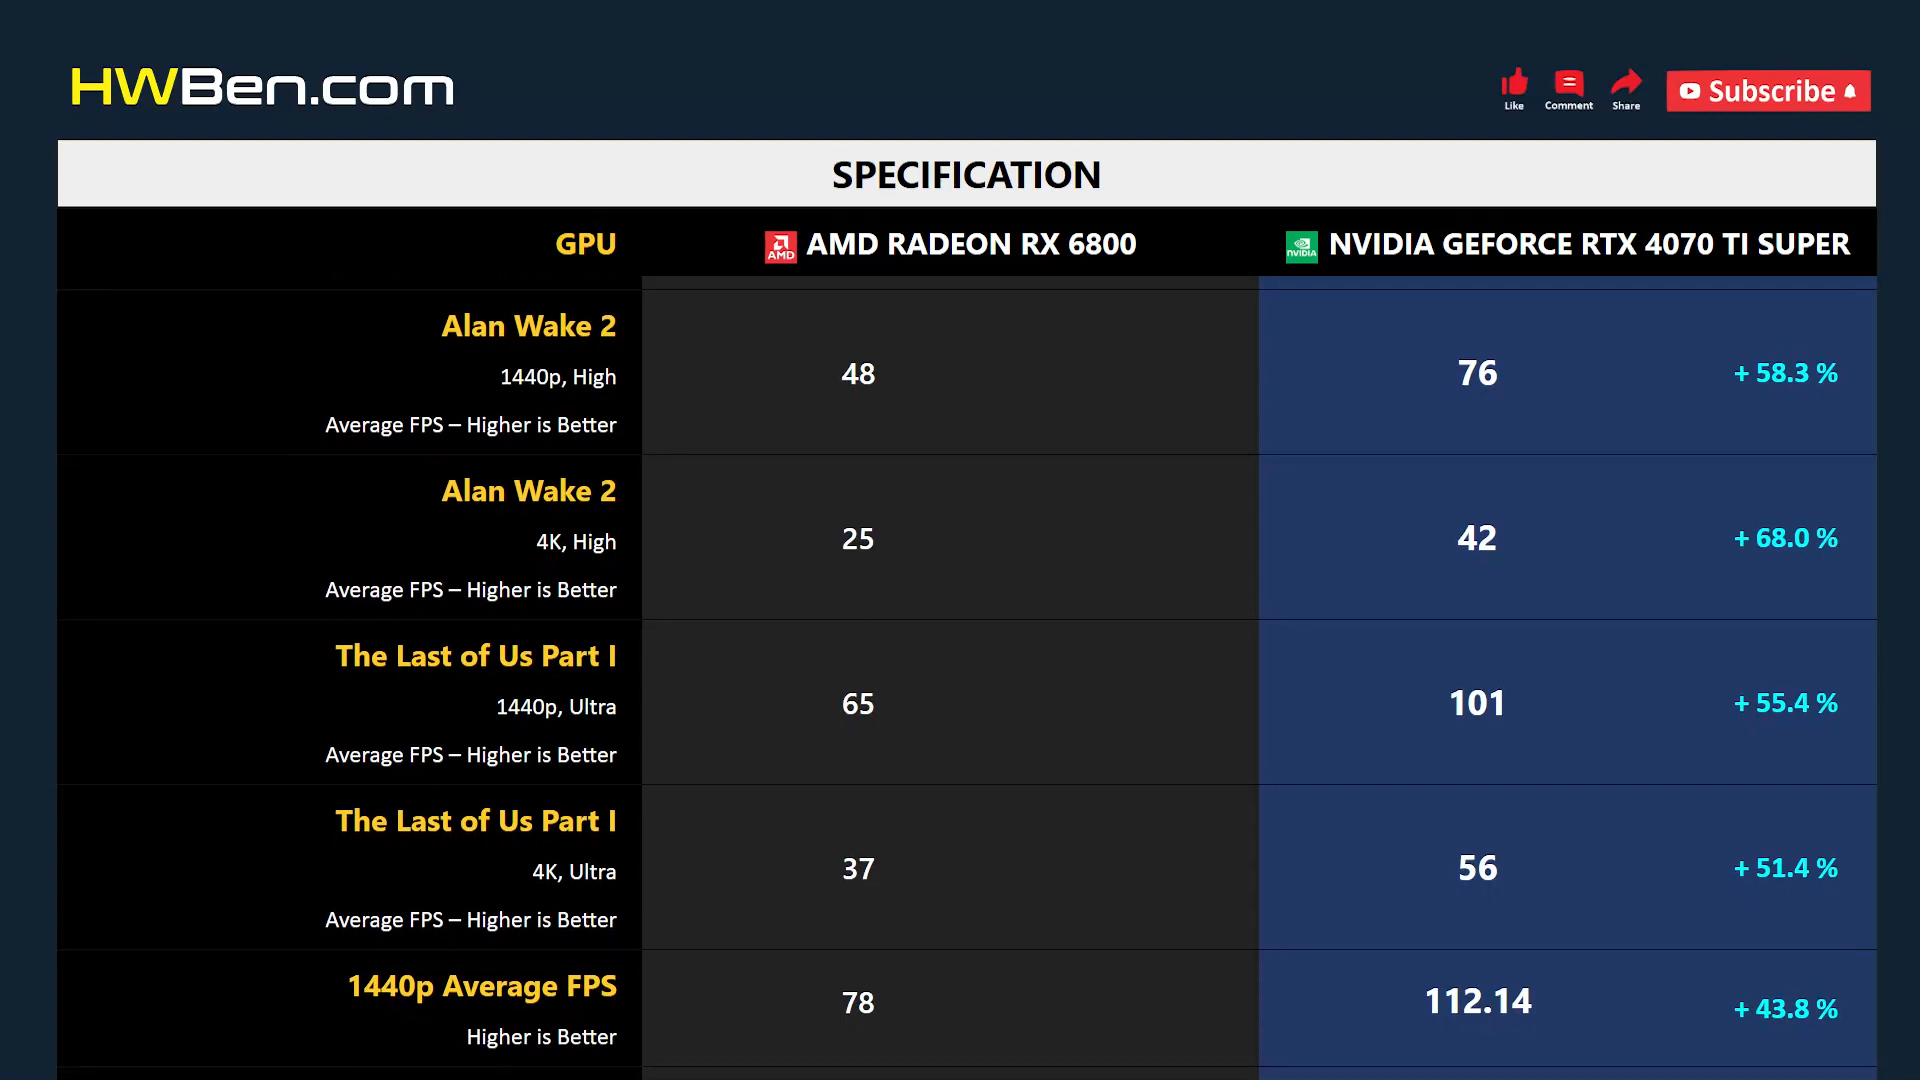 HWBen.com
Like
Comment
Share
Subscribe
SPECIFICATION
GPU
AMD
AMD RADEON RX 6800
NVIDIA
NVIDIA GEFORCE RTX 4070 TI SUPER
Alan Wake 2
1440p, High
Average FPS – Higher is Better
48
76
+ 58.3 %
Alan Wake 2
4K, High
Average FPS – Higher is Better
25
42
+ 68.0 %
The Last of Us Part I
1440p, Ultra
Average FPS – Higher is Better
65
101
+ 55.4 %
The Last of Us Part I
4K, Ultra
Average FPS – Higher is Better
37
56
+ 51.4 %
1440p Average FPS
Higher is Better
78
112.14
+ 43.8 %